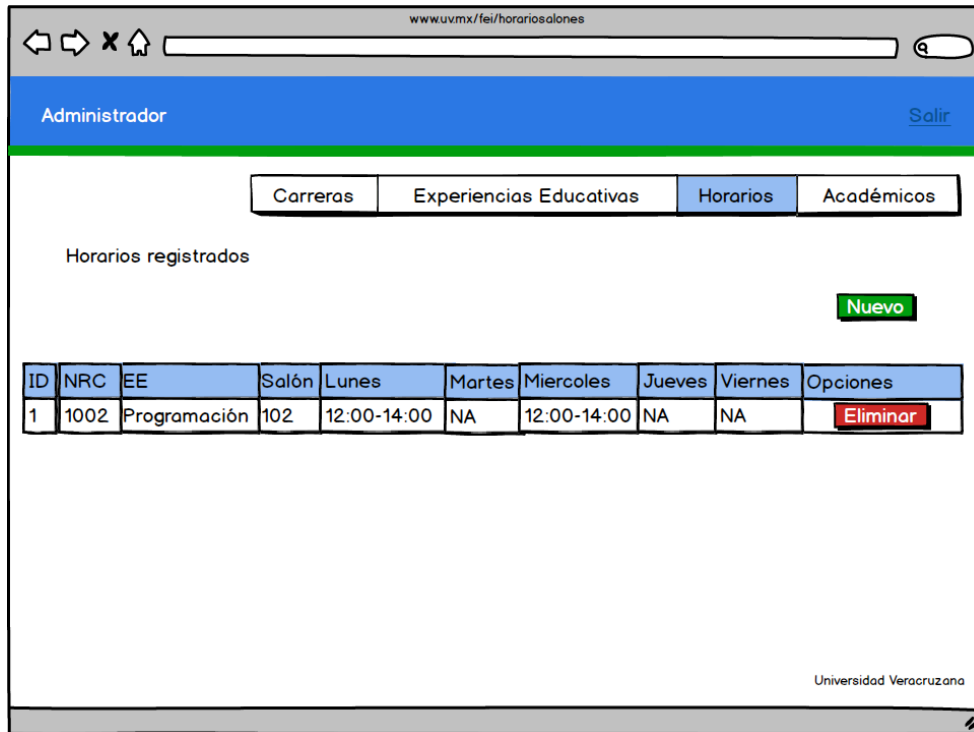 www.uv.mx/fei/horariosalones
Administrador Salir
Carreras Experiencias Educativas Horarios Académicos
Horarios registrados
Nuevo
ID NRC EE Salón Lunes Martes Miercoles Jueves Viernes Opciones
1 1002 Programación 102 12:00-14:00 NA 12:00-14:00 NA NA Eliminar
Universidad Veracruzana